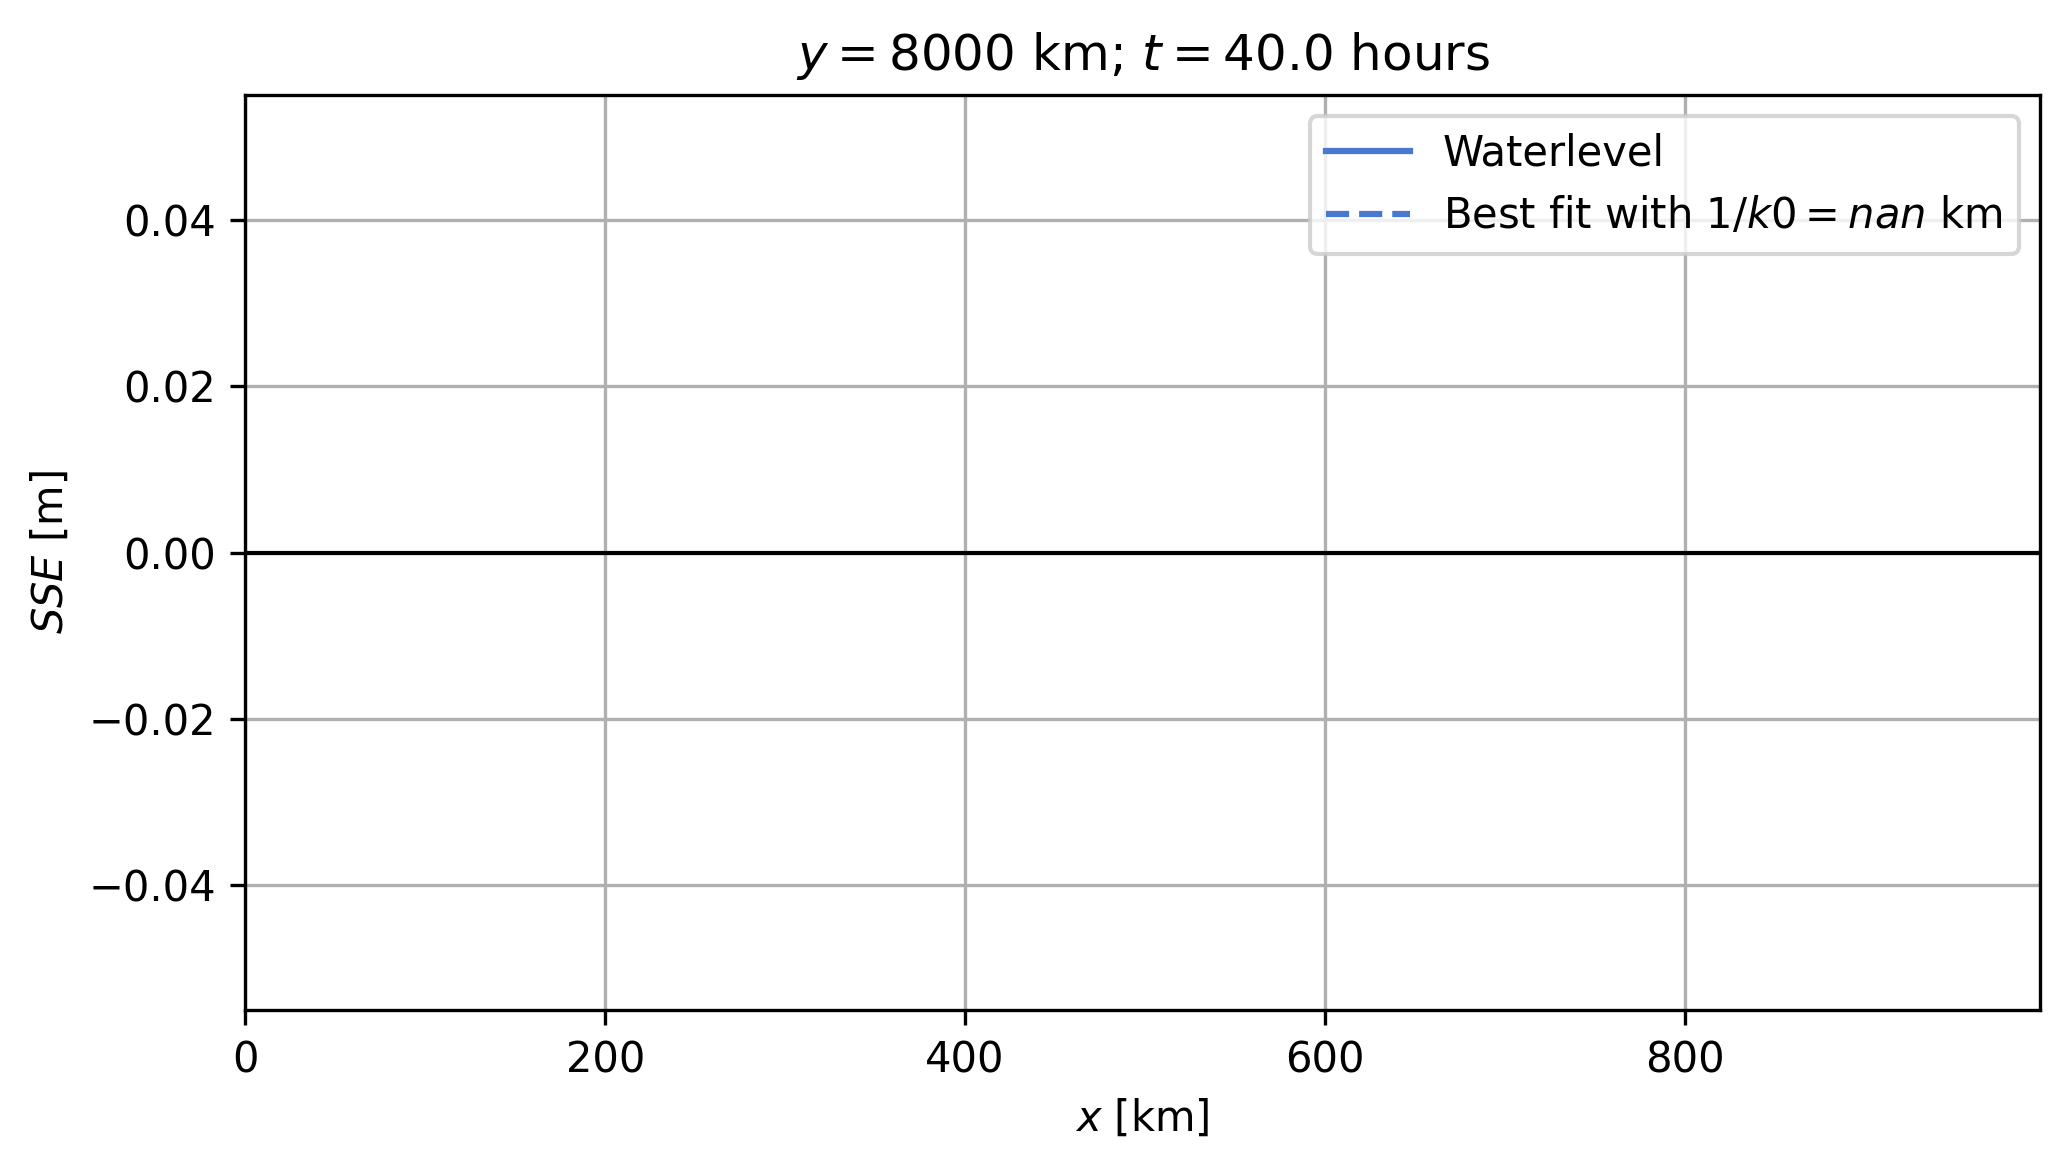 y = 8000 km; t = 40.0 hours
Waterlevel
Best fit with 1/k0 = nan km
0.04
0.02
0.00
−0.02
−0.04
SSE [m]
0 200 400 600 800
x [km]